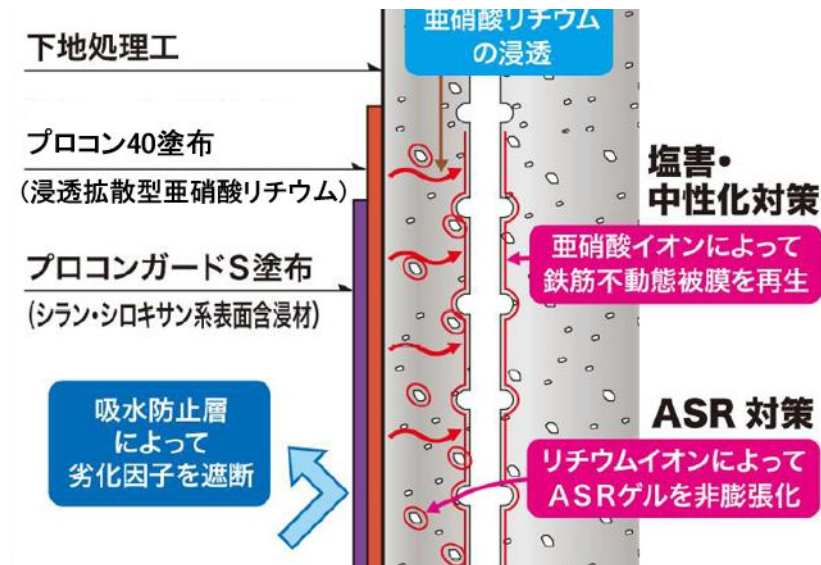 亜硝酸リチウム
の浸透
下地処理工
プロコン40塗布
(浸透拡散型亜硝酸リチウム)
プロコンガードS塗布
(シラン・シロキサン系表面含浸材)
吸水防止層
によって
劣化因子を遮断
塩害・
中性化対策
亜硝酸イオンによって
鉄筋不動態被膜を再生
ASR 対策
リチウムイオンによって
ASRゲルを非膨張化